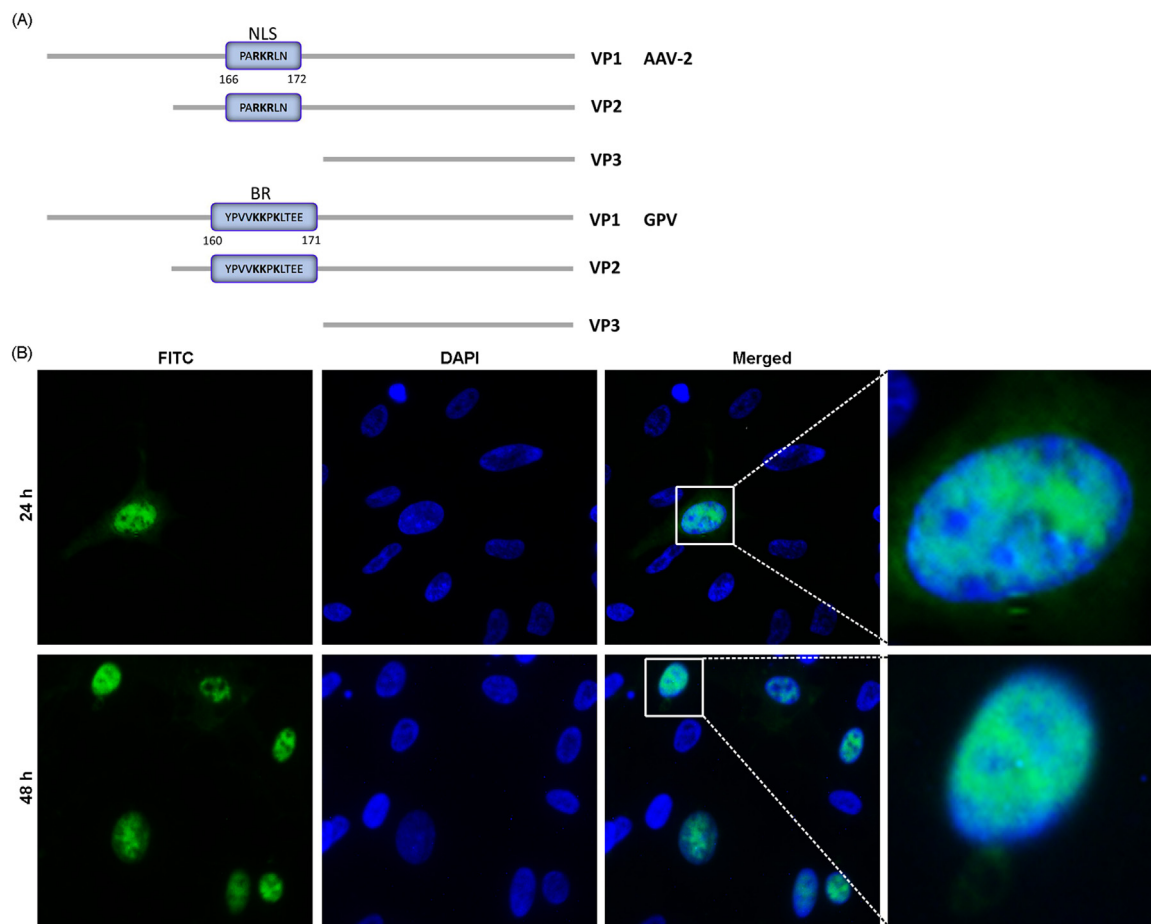 (A)
NLS
PARKRLN
VP1 AAV-2
166 172
PARKRLN
VP2
VP3
BR
YPVVKKPKLTEE
VP1 GPV
160 171
YPVVKKPKLTEE
VP2
VP3
(B)
FITC DAPI Merged
24 h
48 h